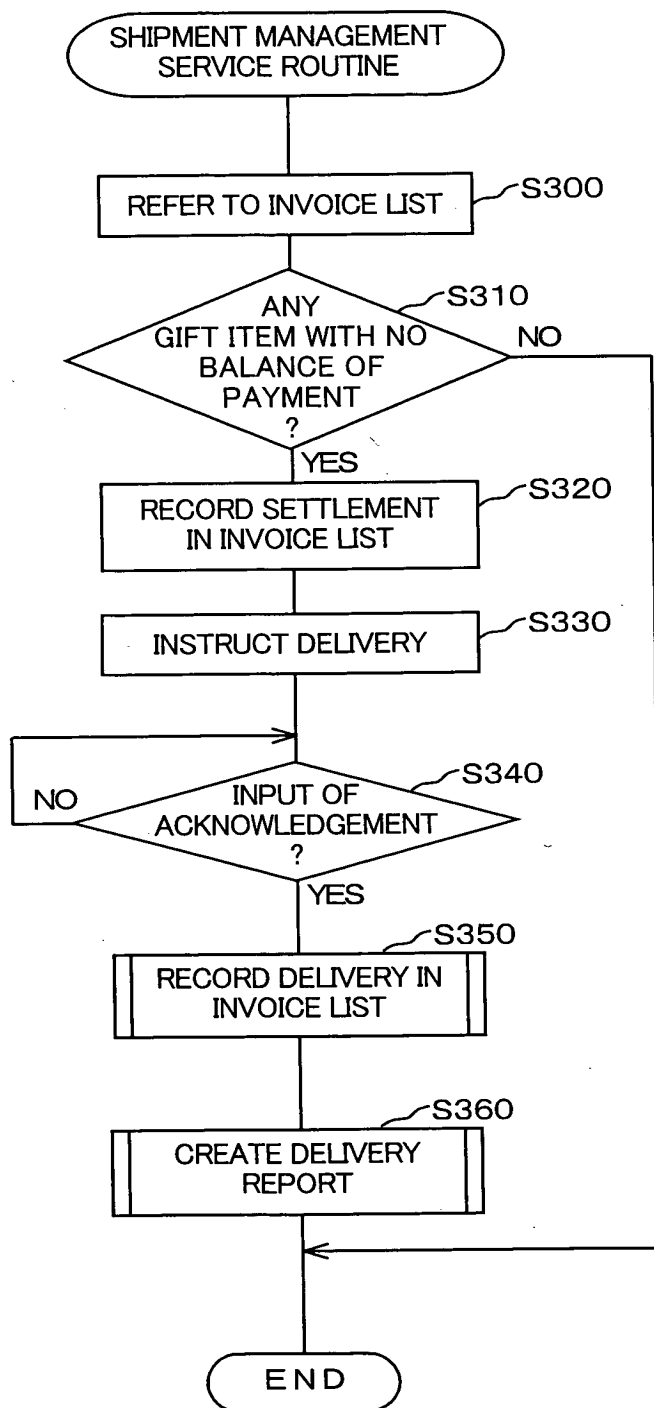 SHIPMENT MANAGEMENT
SERVICE ROUTINE
REFER TO INVOICE LIST
S300
ANY
GIFT ITEM WITH NO
BALANCE OF
PAYMENT
?
S310
NO
YES
RECORD SETTLEMENT
IN INVOICE LIST
S320
INSTRUCT DELIVERY
S330
INPUT OF
ACKNOWLEDGEMENT
?
S340
NO
YES
RECORD DELIVERY IN
INVOICE LIST
S350
CREATE DELIVERY
REPORT
S360
END